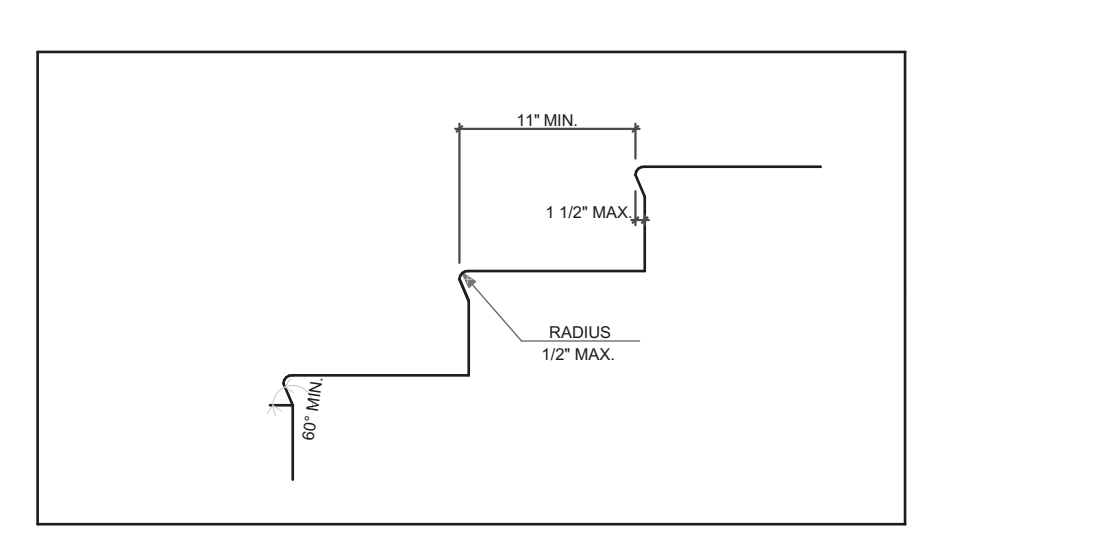 11" MIN.
1 1/2" MAX.
RADIUS
1/2" MAX.
60° MIN.